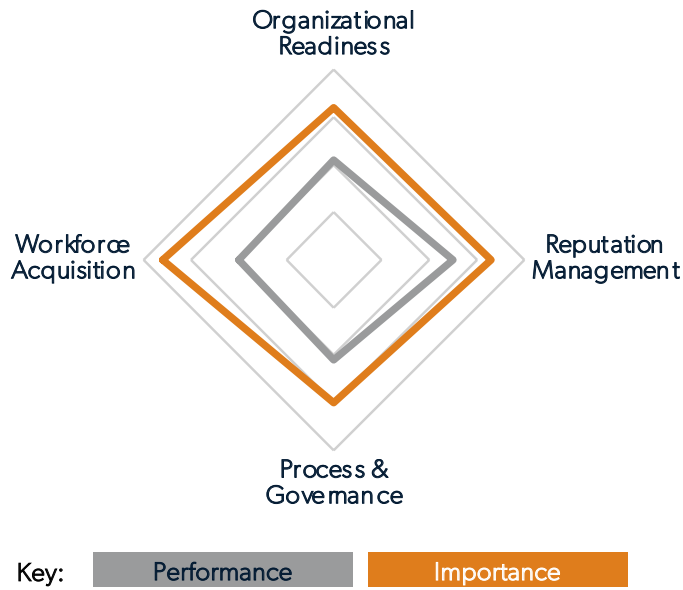 Organizational
Readiness
Workforce
Acquisition
Reputation
Management
Process &
Governance
Key:
Performance
Importance